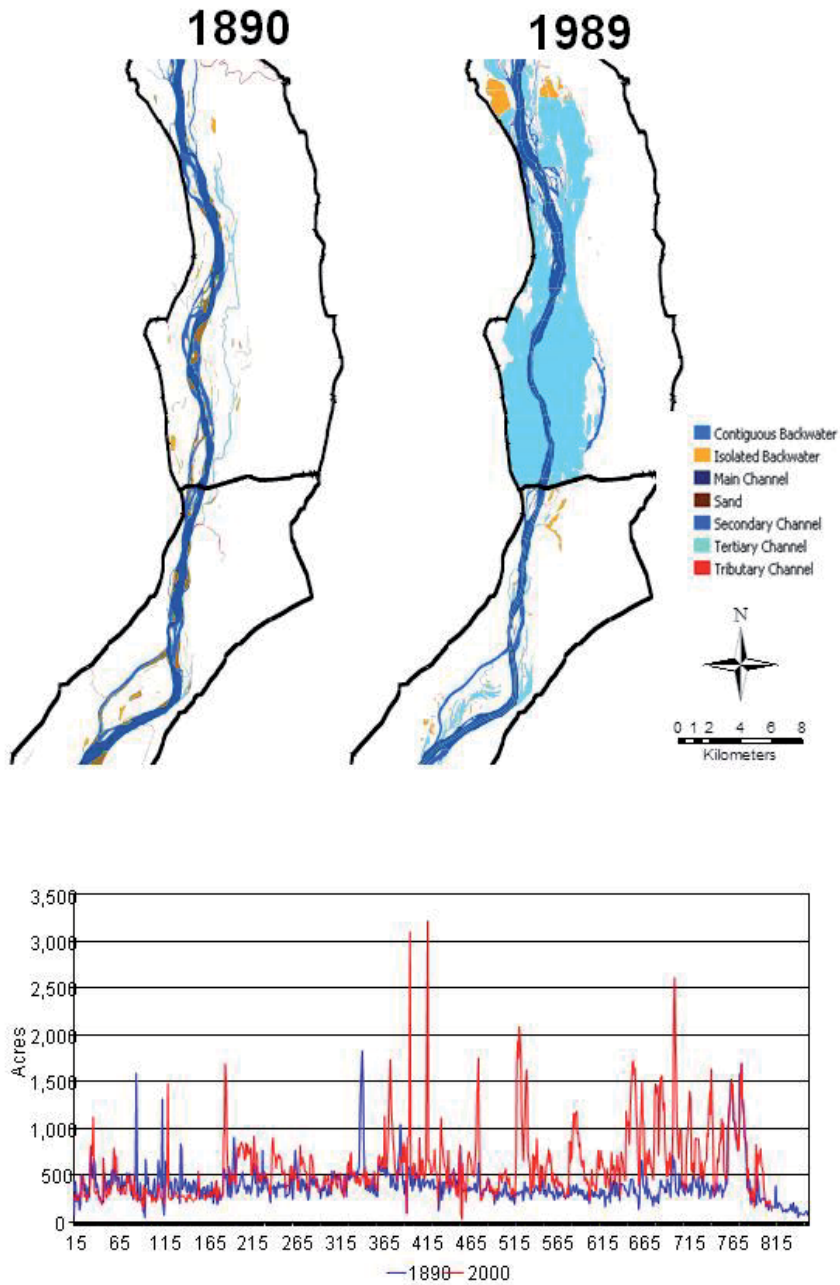 1890 1989
Contiguous Backwater
Isolated Backwater
Main Channel
Sand
Secondary Channel
Tertiary Channel
Tributary Channel
N
0 1 2 4 6 8
Kilometers
3,500
3,000
2,500
2,000
1,500
1,000
500
0
Acres
15 65 115 165 215 265 315 365 415 465 515 565 615 665 715 765 815
1890 2000